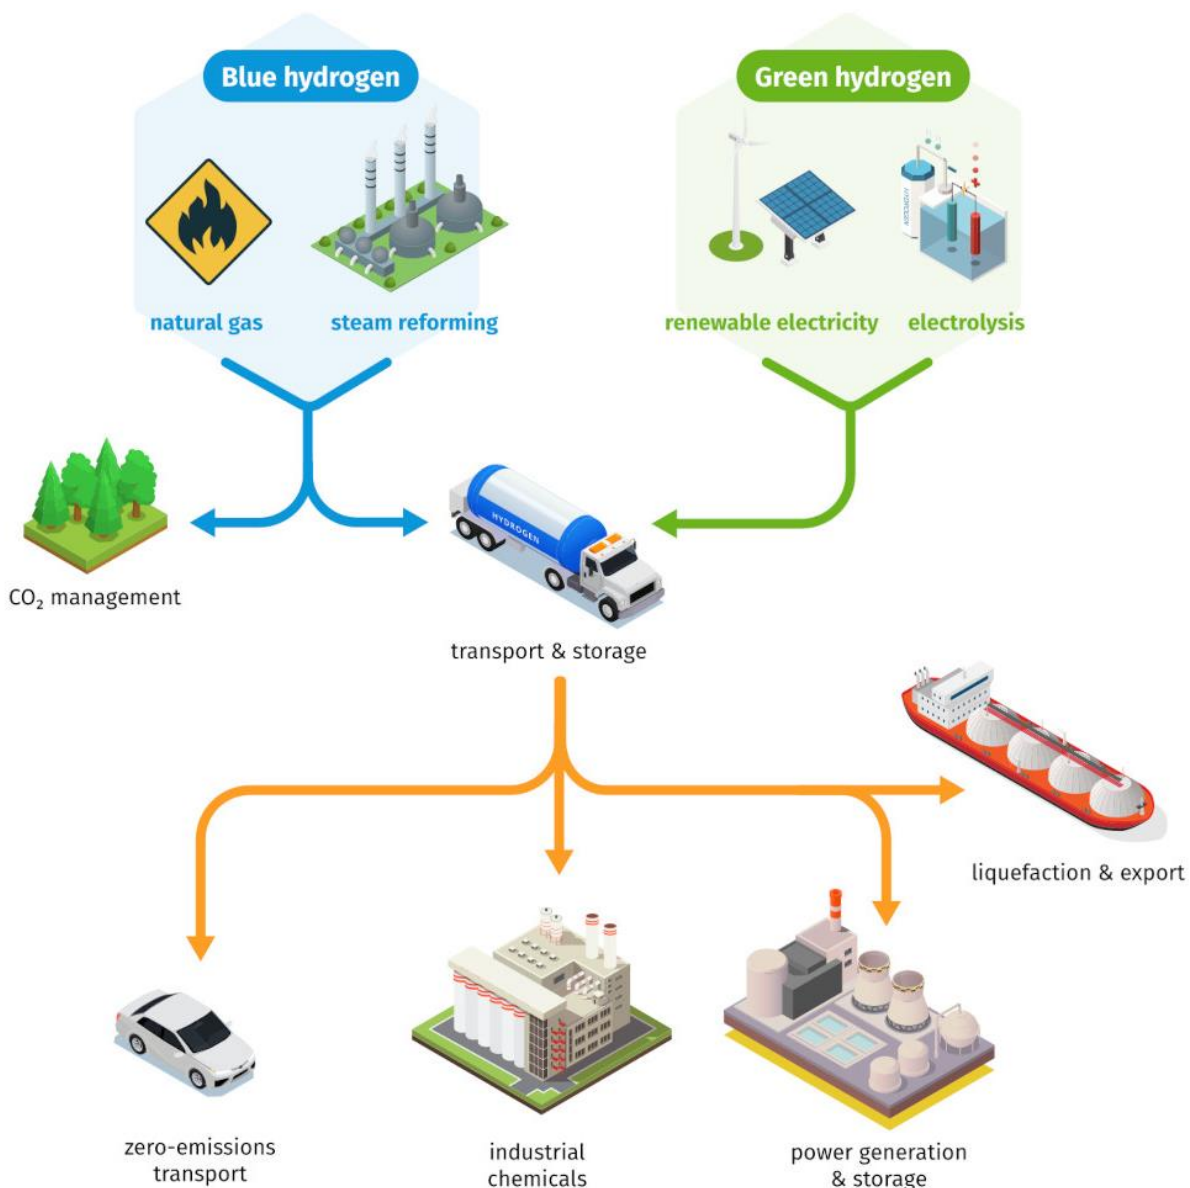 Blue hydrogen
Green hydrogen
HYDROGEN
natural gas
steam reforming
renewable electricity
electrolysis
HYDROGEN
CO₂ management
transport & storage
liquefaction & export
zero-emissions
transport
industrial
chemicals
power generation
& storage